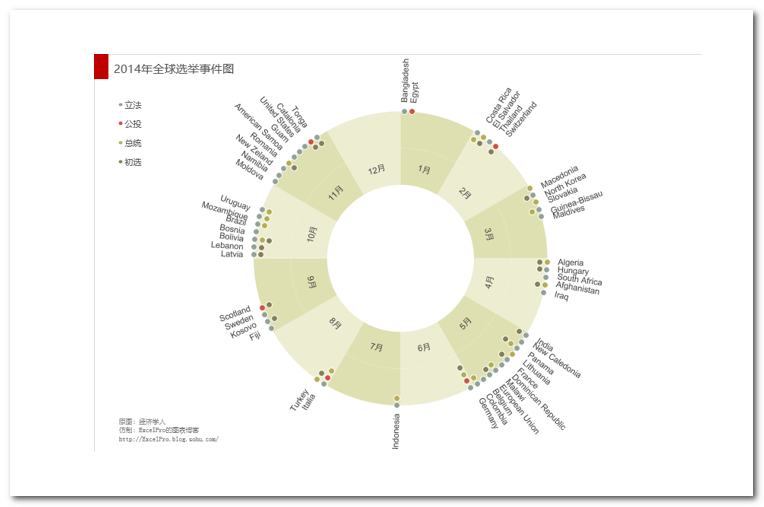 2014年全球选举事件图
立法
公投
总统
初选
Bangladesh
Egypt
Costa Rica
El Salvador
Thailand
Switzerland
Macedonia
North Korea
Slovakia
Guinea-Bissau
Maldives
Algeria
Hungary
South Africa
Afghanistan
Iraq
India
New Caledonia
Panama
Lithuania
France
Dominican Republic
Malawi
European Union
Belgium
Colombia
Germany
Indonesia
Italia
Turkey
Fiji
Kosovo
Sweden
Scotland
Latvia
Lebanon
Bolivia
Bosnia
Brazil
Mozambique
Uruguay
Moldova
Namibia
New Zeland
Romania
American Samoa
Guam
United States
Catalonia
Tonga
1月
2月
3月
4月
5月
6月
7月
8月
9月
10月
11月
12月
原图：经济学人
仿制：ExcelPro的图表博客
http://ExcelPro.blog.sohu.com/